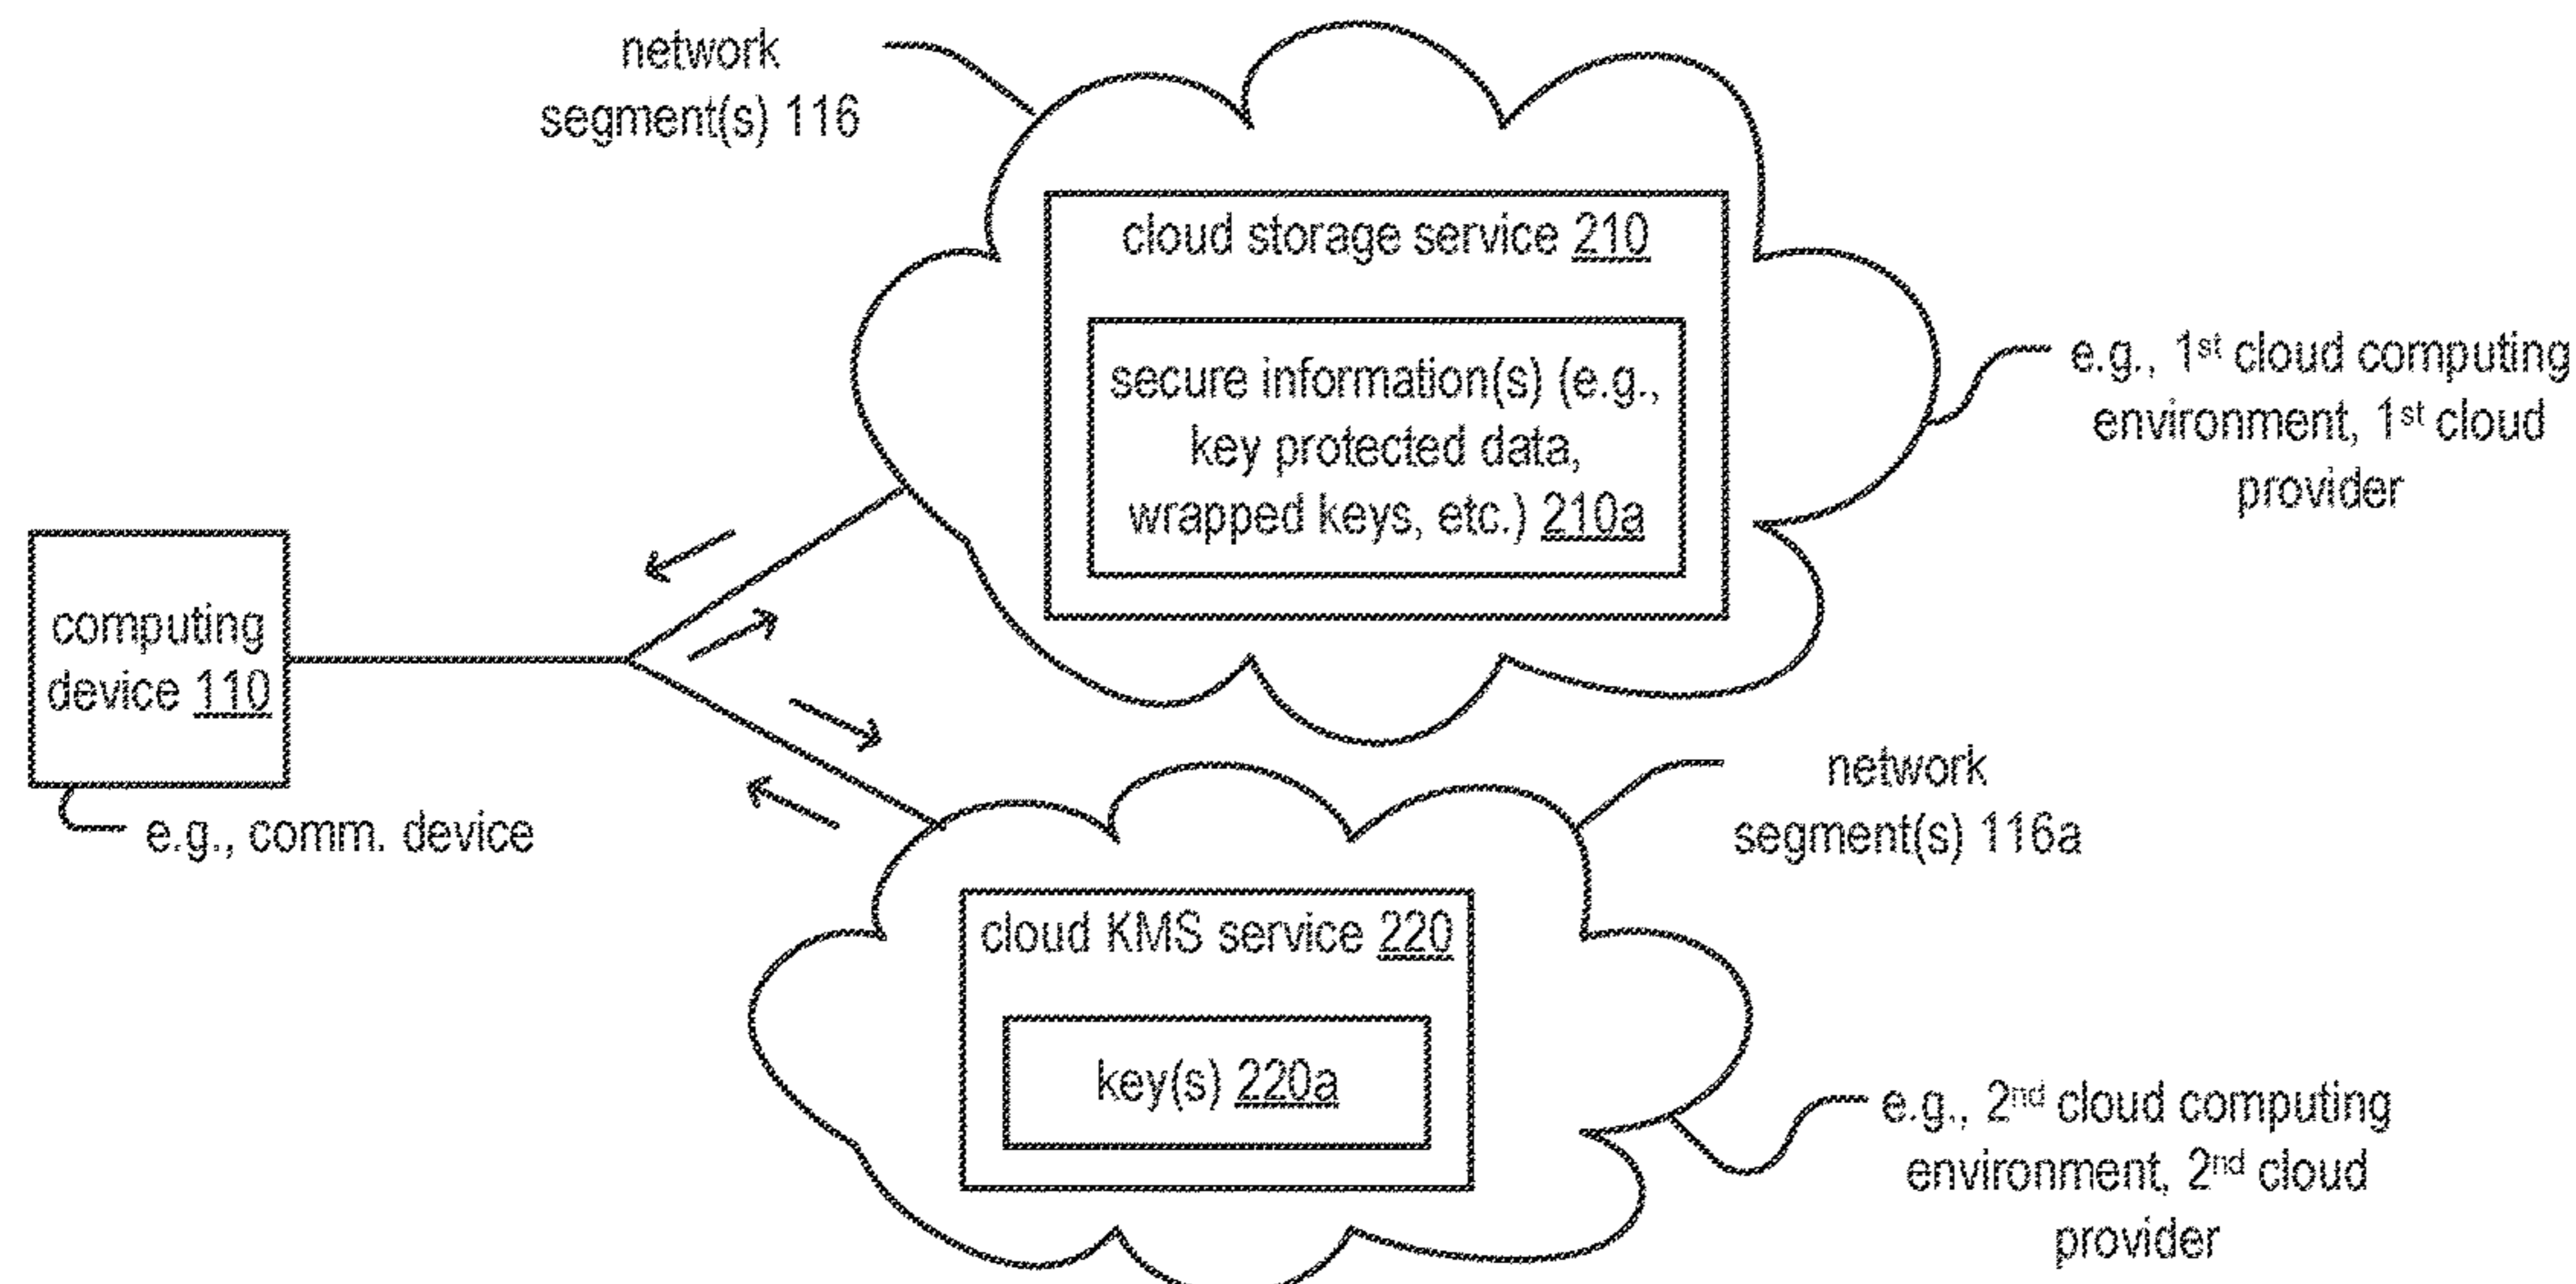 network
segment(s) 116
cloud storage service 210
secure information(s) (e.g.,
key protected data,
wrapped keys, etc.) 210a
e.g., 1st cloud computing
environment, 1st cloud
provider
computing
device 110
e.g., comm. device
network
segment(s) 116a
cloud KMS service 220
key(s) 220a
e.g., 2nd cloud computing
environment, 2nd cloud
provider